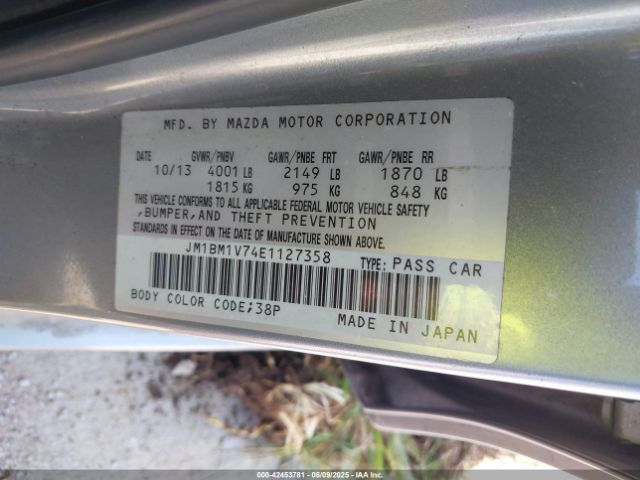 MFD. BY MAZDA MOTOR CORPORATION
DATE GVWR/PNBV GAWR/PNBE FRT GAWR/PNBE RR
10/13 4001 LB 2149 LB 1870 LB
1815 KG 975 KG 848 KG
THIS VEHICLE CONFORMS TO ALL APPLICABLE FEDERAL MOTOR VEHICLE SAFETY
,BUMPER,AND THEFT PREVENTION
STANDARDS IN EFFECT ON THE DATE OF MANUFACTURE SHOWN ABOVE.
JM1BM1V74E1127358 TYPE: PASS CAR
BODY COLOR CODE;38P
MADE IN JAPAN
000-42453781 - 06/09/2025 - IAAI.COM